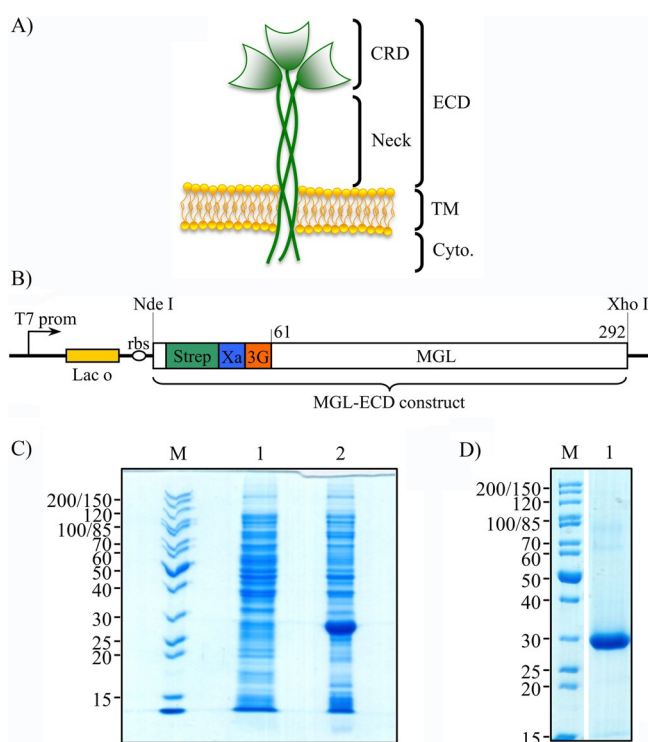 A)
CRD
ECD
Neck
TM
Cyto.
B)
Nde I
Xho I
T7 prom
rbs
61
292
Strep
Xa
3G
MGL
Lac o
MGL-ECD construct
C)
M
1
2
200/150
120
100/85
70
60
50
40
30
25
20
15
D)
M
1
200/150
120
100/85
70
60
50
40
30
25
20
15